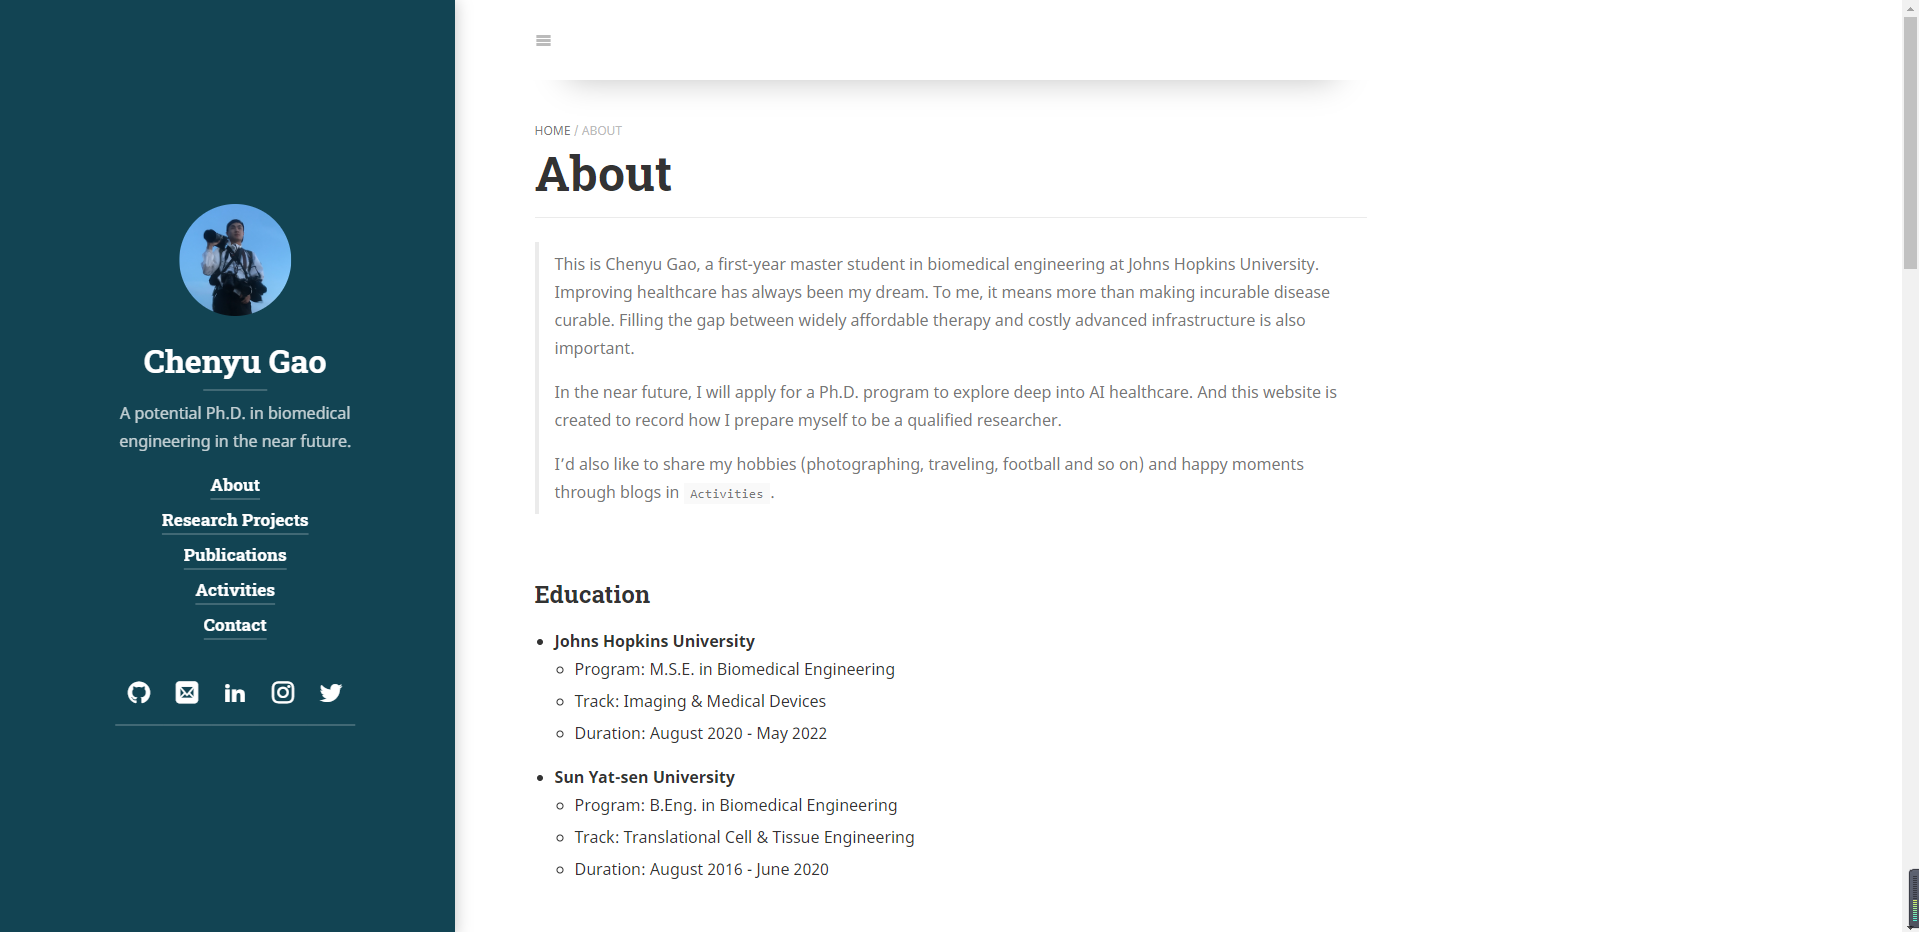 Chenyu Gao
A potential Ph.D. in biomedical
engineering in the near future.
About
Research Projects
Publications
Activities
Contact
HOME / ABOUT
About
This is Chenyu Gao, a first-year master student in biomedical engineering at Johns Hopkins University.
Improving healthcare has always been my dream. To me, it means more than making incurable disease
curable. Filling the gap between widely affordable therapy and costly advanced infrastructure is also
important.
In the near future, I will apply for a Ph.D. program to explore deep into AI healthcare. And this website is
created to record how I prepare myself to be a qualified researcher.
I’d also like to share my hobbies (photographing, traveling, football and so on) and happy moments
through blogs in Activities .
Education
Johns Hopkins University
Program: M.S.E. in Biomedical Engineering
Track: Imaging & Medical Devices
Duration: August 2020 - May 2022
Sun Yat-sen University
Program: B.Eng. in Biomedical Engineering
Track: Translational Cell & Tissue Engineering
Duration: August 2016 - June 2020